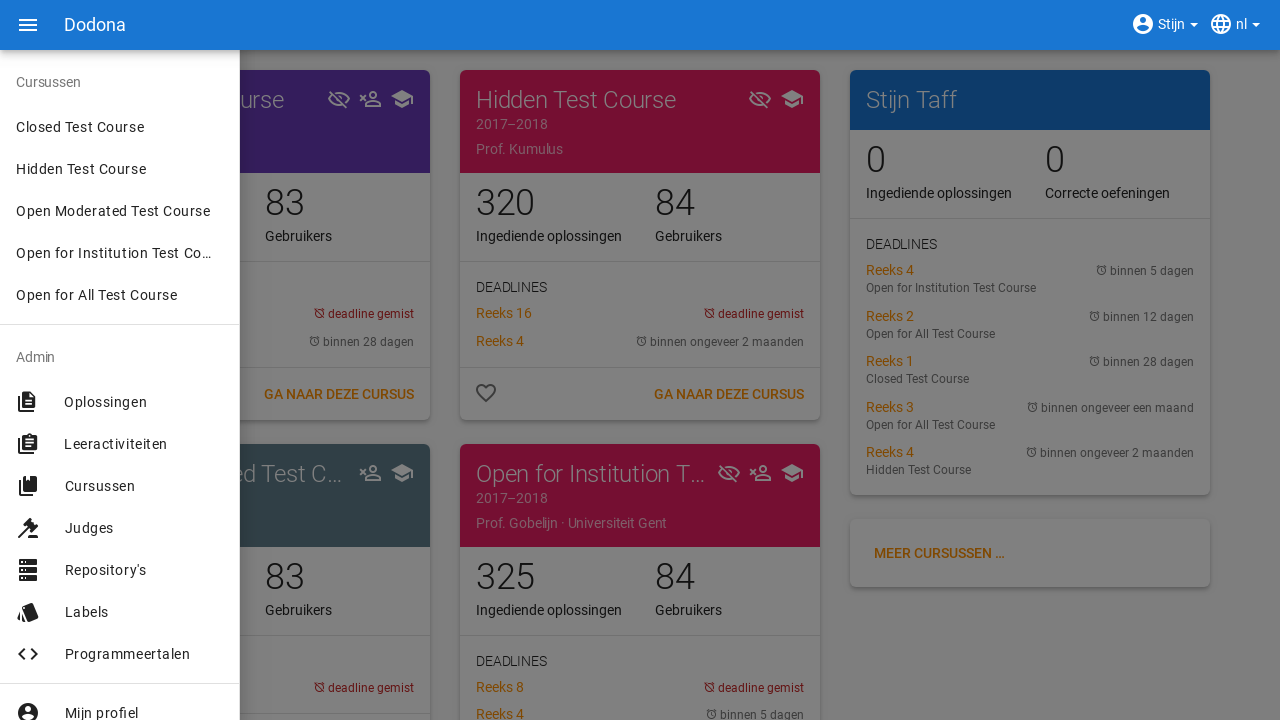 Dodona
Stijn
nl
Cursussen
Closed Test Course
Hidden Test Course
Open Moderated Test Course
Open for Institution Test Co...
Open for All Test Course
Admin
Oplossingen
Leeractiviteiten
Cursussen
Judges
Repository's
Labels
Programmeertalen
Mijn profiel
ourse
83
Gebruikers
deadline gemist
binnen 28 dagen
GA NAAR DEZE CURSUS
Hidden Test Course
2017–2018
Prof. Kumulus
320 84
Ingediende oplossingen Gebruikers
DEADLINES
Reeks 16 deadline gemist
Reeks 4 binnen ongeveer 2 maanden
GA NAAR DEZE CURSUS
Stijn Taff
0 0
Ingediende oplossingen Correcte oefeningen
DEADLINES
Reeks 4 binnen 5 dagen
Open for Institution Test Course
Reeks 2 binnen 12 dagen
Open for All Test Course
Reeks 1 binnen 28 dagen
Closed Test Course
Reeks 3 binnen ongeveer een maand
Open for All Test Course
Reeks 4 binnen ongeveer 2 maanden
Hidden Test Course
MEER CURSUSSEN ...
ed Test C...
83
Gebruikers
deadline gemist
Open for Institution T...
2017–2018
Prof. Gobelijn · Universiteit Gent
325 84
Ingediende oplossingen Gebruikers
DEADLINES
Reeks 8 deadline gemist
Reeks 4 binnen 5 dagen